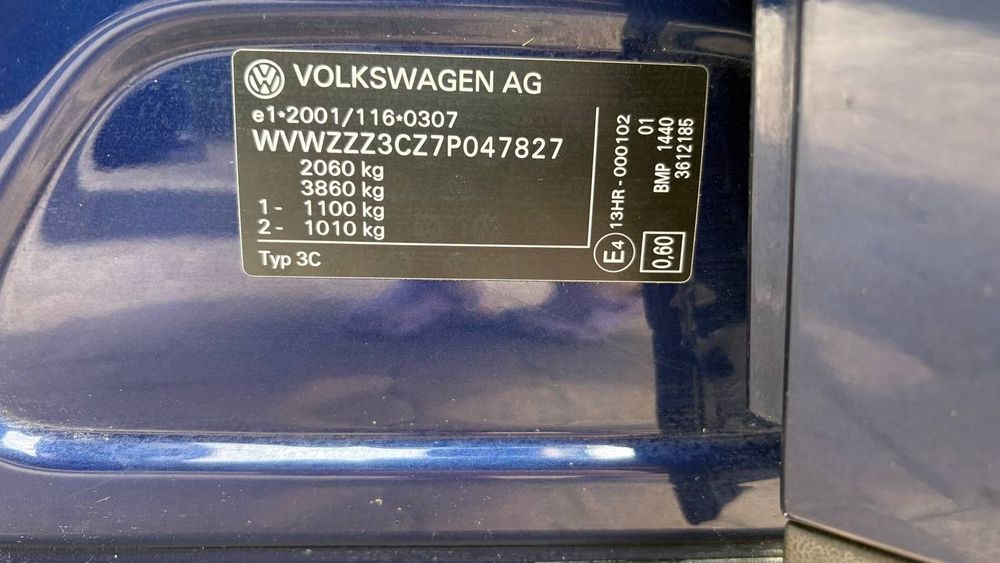 VOLKSWAGEN AG
e1*2001/116*0307
WVWZZZ3CZ7P047827
2060 kg
3860 kg
1- 1100 kg
2- 1010 kg
Typ 3C
E4 13HR-000102
01
BMP 1440
3612185
0,60